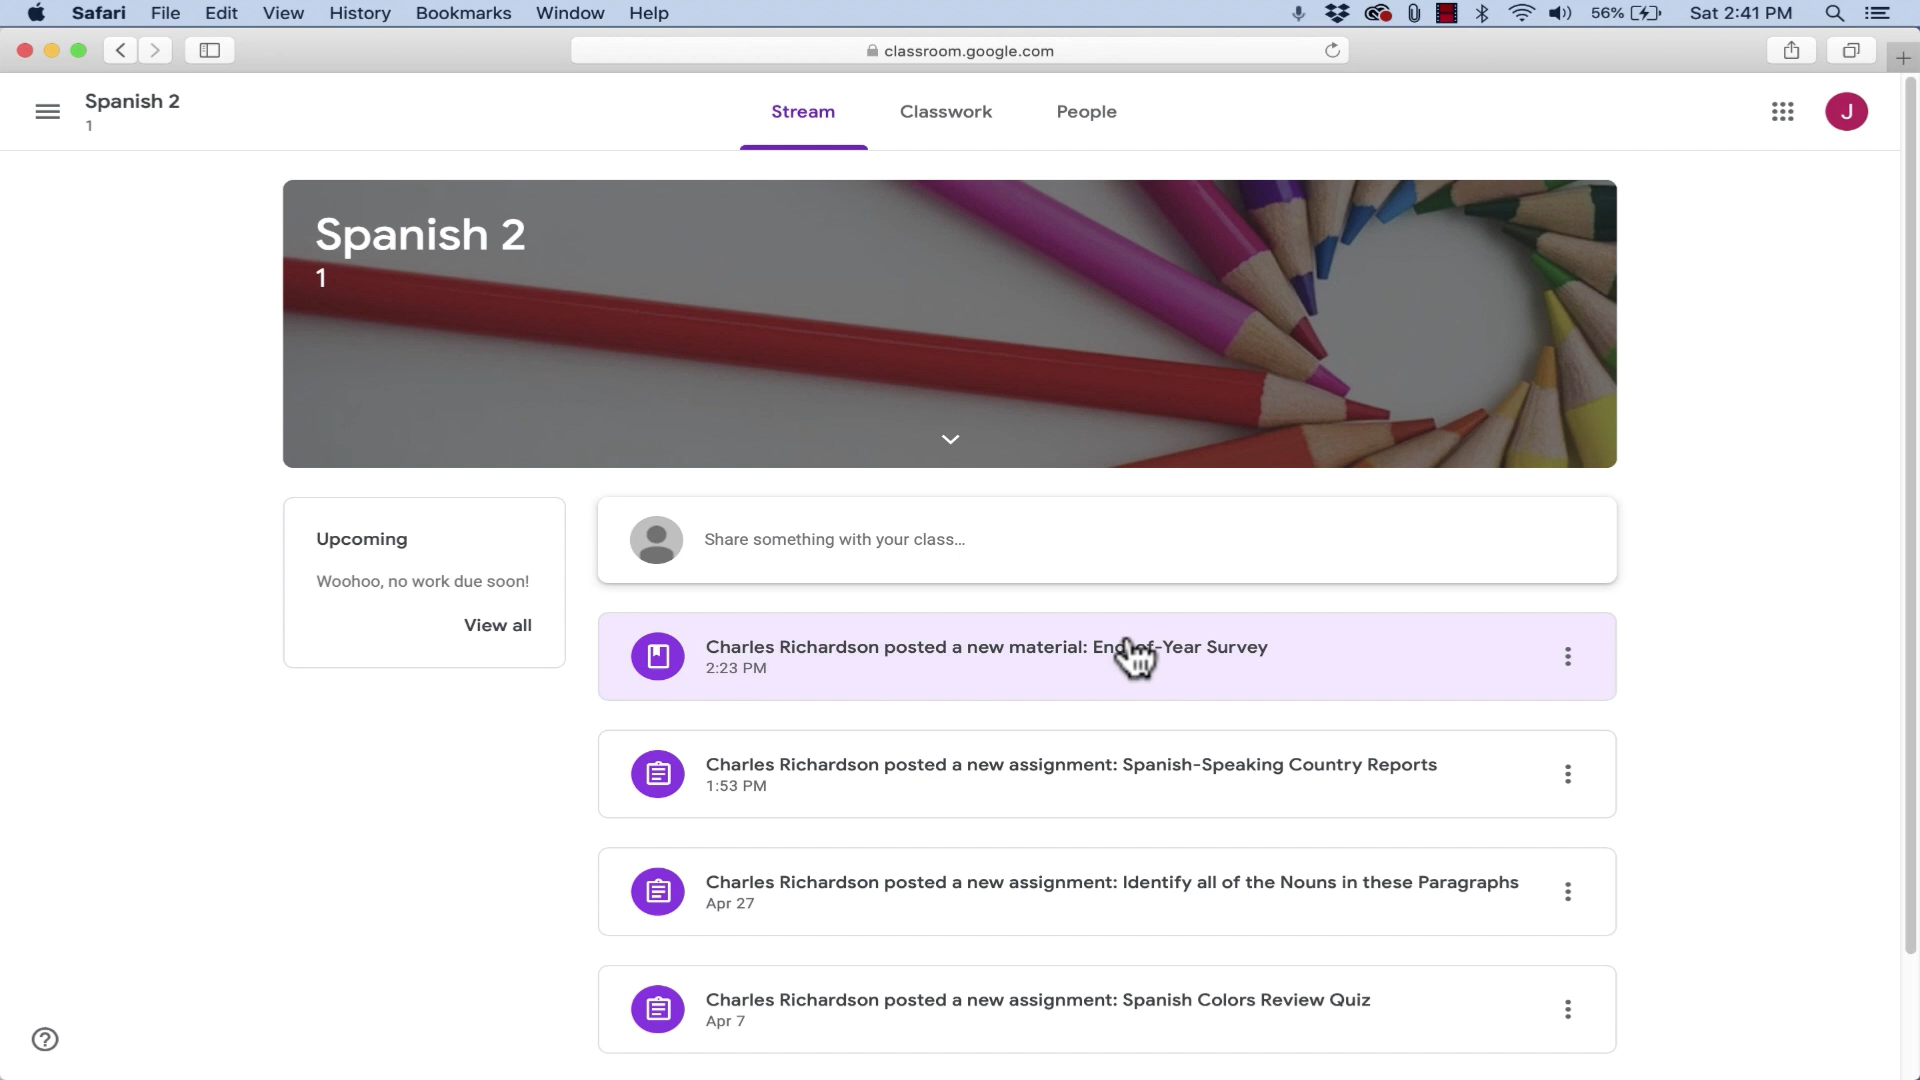 Safari File Edit View History Bookmarks Window Help 56% Sat 2:41 PM
classroom.google.com
Spanish 2
1
Stream Classwork People
J
Spanish 2
1
Upcoming
Woohoo, no work due soon!
View all
Share something with your class...
Charles Richardson posted a new material: End-of-Year Survey
2:23 PM
Charles Richardson posted a new assignment: Spanish-Speaking Country Reports
1:53 PM
Charles Richardson posted a new assignment: Identify all of the Nouns in these Paragraphs
Apr 27
Charles Richardson posted a new assignment: Spanish Colors Review Quiz
Apr 7